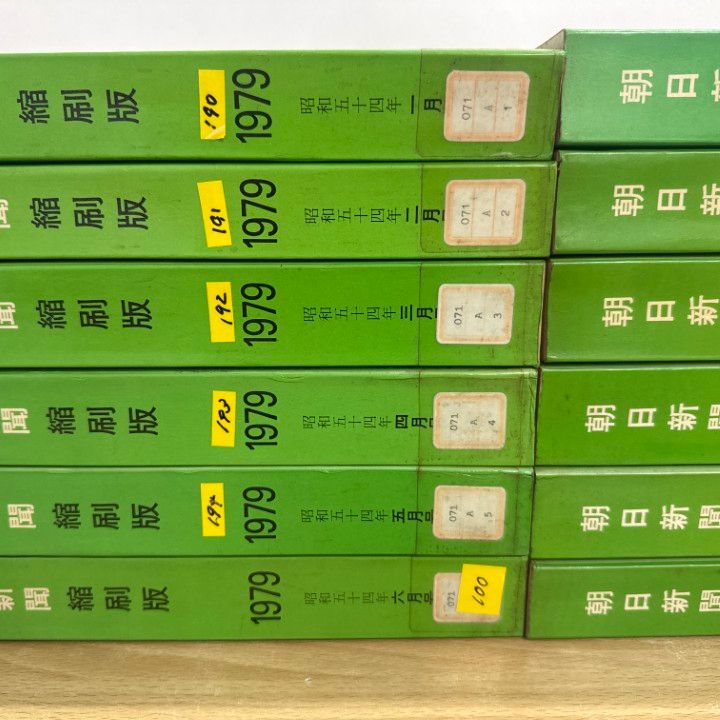 縮刷版 190 1979 昭和五十四年一月 071 A 1
聞 縮刷版 191 1979 昭和五十四年二月 071 A 2
聞 縮刷版 192 1979 昭和五十四年三月 071 A 3
聞 縮刷版 193 1979 昭和五十四年四月 071 A 4
聞 縮刷版 194 1979 昭和五十四年五月号 071 A 5
新聞 縮刷版 1979 昭和五十四年六月号 071 100
朝日新
朝日新
朝日新
朝日新聞
朝日新聞
朝日新聞